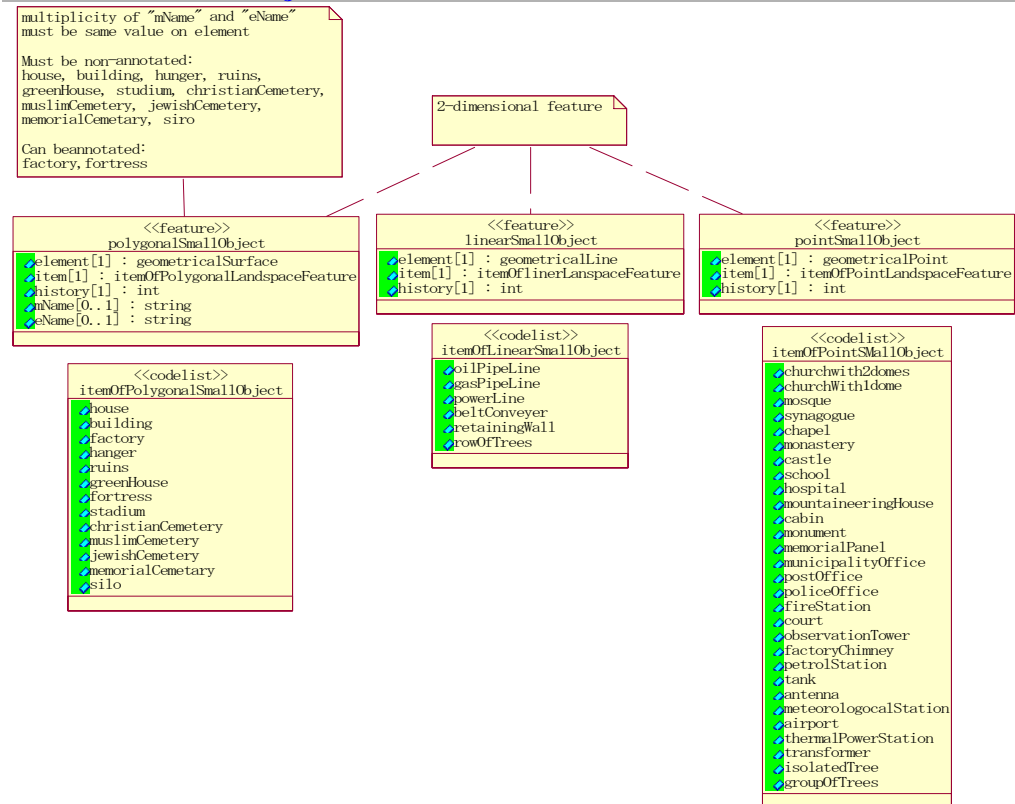 multiplicity of "mName" and "eName"
must be same value on element
Must be non-annotated:
house, building, hunger, ruins,
greenHouse, studium, christianCemetery,
muslimCemetery, jewishCemetery,
memorialCemetary, siro
Can beannotated:
factory,fortress
2-dimensional feature
<<feature>>
polygonalSmallObject
element[1] : geometricalSurface
item[1] : itemOfPolygonalLandspaceFeature
history[1] : int
mName[0..1] : string
eName[0..1] : string
<<feature>>
linearSmallObject
element[1] : geometricalLine
item[1] : itemOflinerLanspaceFeature
history[1] : int
<<feature>>
pointSmallObject
element[1] : geometricalPoint
item[1] : itemOfPointLandspaceFeature
history[1] : int
<<codelist>>
itemOfPolygonalSmallObject
house
building
factory
hanger
ruins
greenHouse
fortress
stadium
christianCemetery
muslimCemetery
jewishCemetery
memorialCemetary
silo
<<codelist>>
itemOfLinearSmallObject
oilPipeLine
gasPipeLine
powerLine
beltConveyer
retainingWall
rowOfTrees
<<codelist>>
itemOfPointSMallObject
churchwith2domes
churchWith1dome
mosque
synagogue
chapel
monastery
castle
school
hospital
mountaineeringHouse
cabin
monument
memorialPanel
municipalityOffice
postOffice
policeOffice
fireStation
court
observationTower
factoryChimney
petrolStation
tank
antenna
meteorologocalStation
airport
thermalPowerStation
transformer
isolatedTree
groupOfTrees